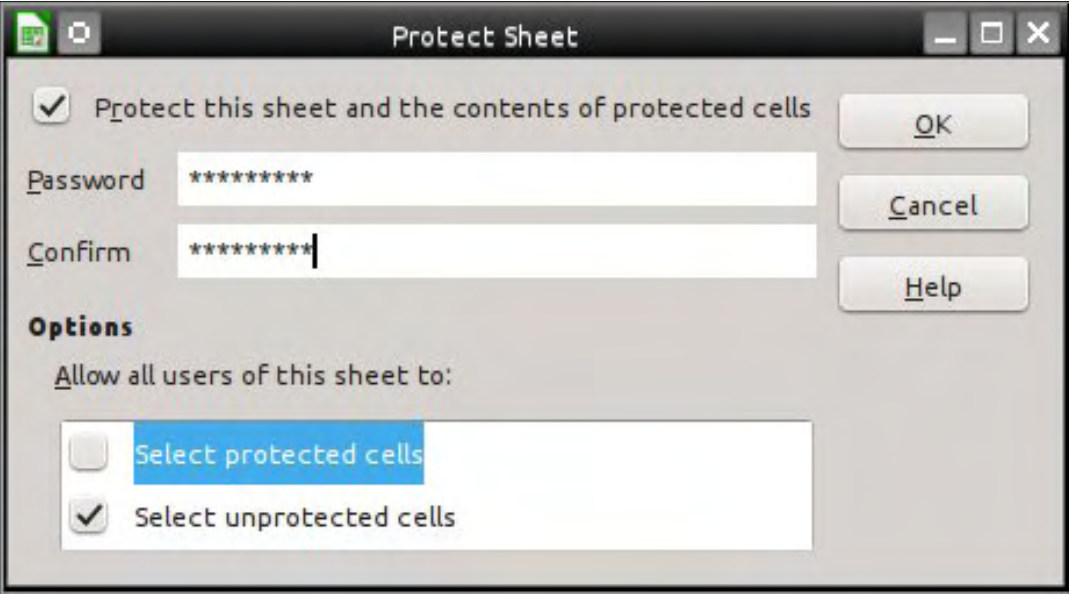 Protect Sheet
Protect this sheet and the contents of protected cells
OK
Password *********
Cancel
Confirm *********
Help
Options
Allow all users of this sheet to:
Select protected cells
Select unprotected cells